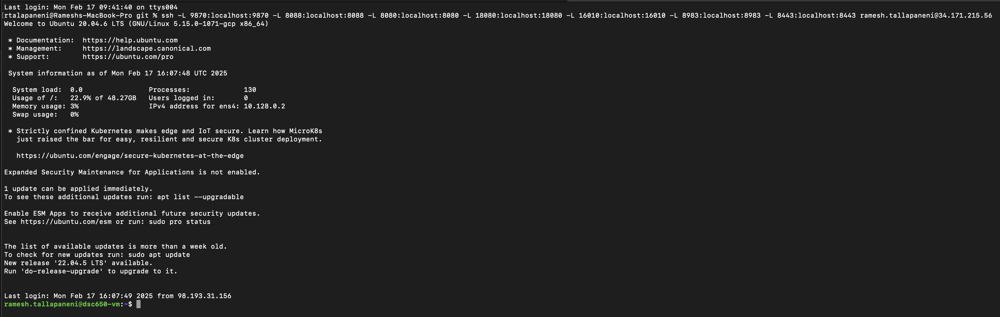 Last login: Mon Feb 17 09:41:40 on ttys004
[rtalapaneni@Rameshs-MacBook-Pro git % ssh -L 9870:localhost:9870 -L 8088:localhost:8088 -L 8080:localhost:8080 -L 18080:localhost:18080 -L 16010:localhost:16010 -L 8983:localhost:8983 -L 8443:localhost:8443 ramesh.tallapaneni@34.171.215.56
Welcome to Ubuntu 20.04.6 LTS (GNU/Linux 5.15.0-1071-gcp x86_64)
* Documentation:  https://help.ubuntu.com
* Management:     https://landscape.canonical.com
* Support:        https://ubuntu.com/pro
System information as of Mon Feb 17 16:07:48 UTC 2025
System load:  0.0                Processes:             130
Usage of /:   22.9% of 48.27GB   Users logged in:       0
Memory usage: 3%                 IPv4 address for ens4: 10.128.0.2
Swap usage:   0%
* Strictly confined Kubernetes makes edge and IoT secure. Learn how MicroK8s
just raised the bar for easy, resilient and secure K8s cluster deployment.
https://ubuntu.com/engage/secure-kubernetes-at-the-edge
Expanded Security Maintenance for Applications is not enabled.
1 update can be applied immediately.
To see these additional updates run: apt list --upgradable
Enable ESM Apps to receive additional future security updates.
See https://ubuntu.com/esm or run: sudo pro status
The list of available updates is more than a week old.
To check for new updates run: sudo apt update
New release '22.04.5 LTS' available.
Run 'do-release-upgrade' to upgrade to it.
Last login: Mon Feb 17 16:07:49 2025 from 98.193.31.156
ramesh.tallapaneni@dsc650-vm:~$